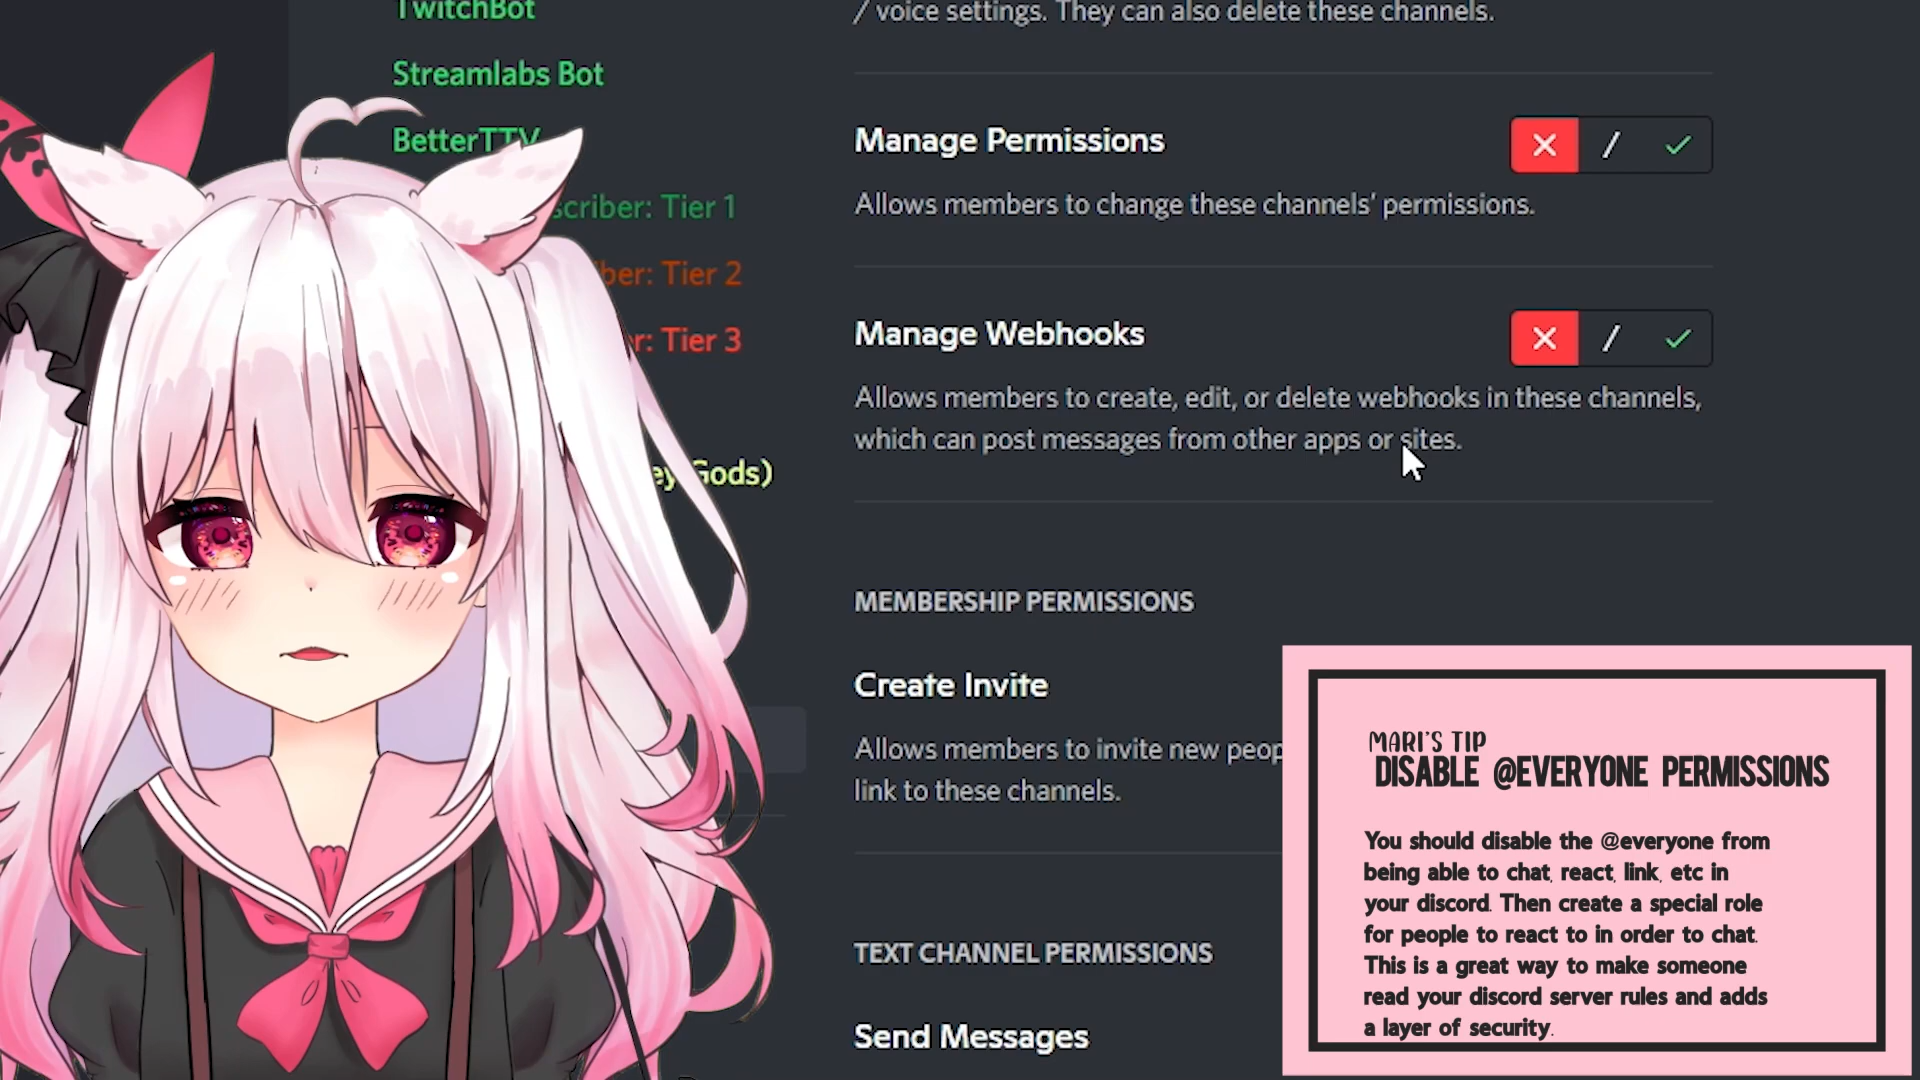 TwitchBot
Streamlabs Bot
BetterTTV
scriber: Tier 1
ber: Tier 2
r: Tier 3
ey Gods)
/ voice settings. They can also delete these channels.
Manage Permissions
Allows members to change these channels' permissions.
Manage Webhooks
Allows members to create, edit, or delete webhooks in these channels,
which can post messages from other apps or sites.
MEMBERSHIP PERMISSIONS
Create Invite
Allows members to invite new peop
link to these channels.
TEXT CHANNEL PERMISSIONS
Send Messages
MARI'S TIP
DISABLE @EVERYONE PERMISSIONS
You should disable the @everyone from
being able to chat, react, link, etc in
your discord. Then create a special role
for people to react to in order to chat.
This is a great way to make someone
read your discord server rules and adds
a layer of security.